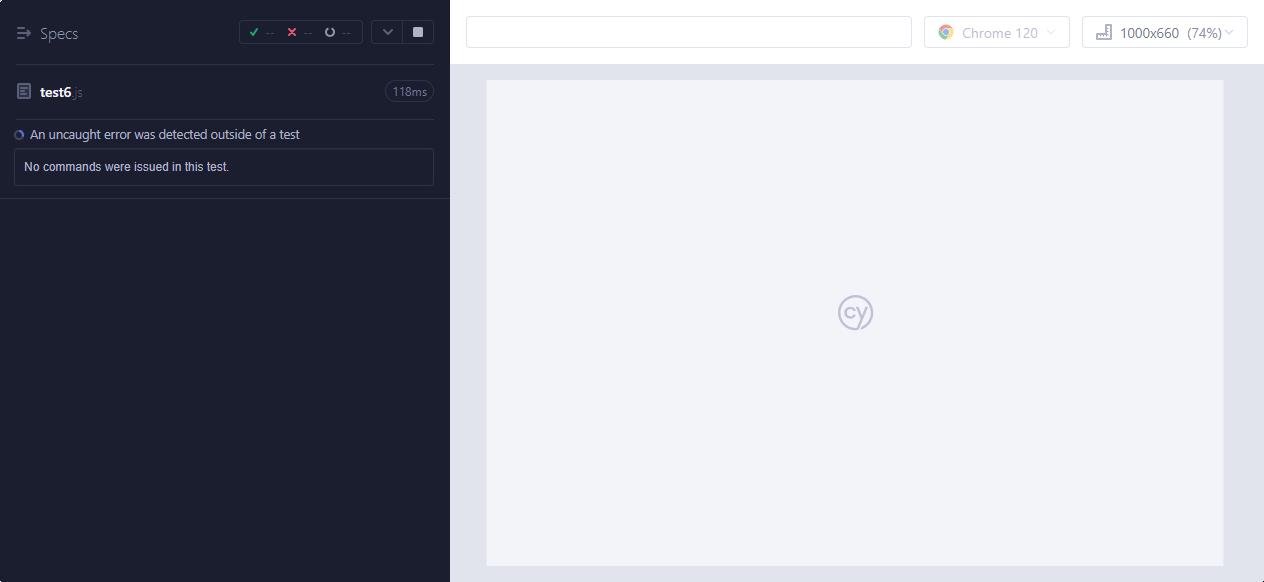 Specs
-- -- --
Chrome 120
1000x660 (74%)
test6.js
118ms
An uncaught error was detected outside of a test
No commands were issued in this test.
cy